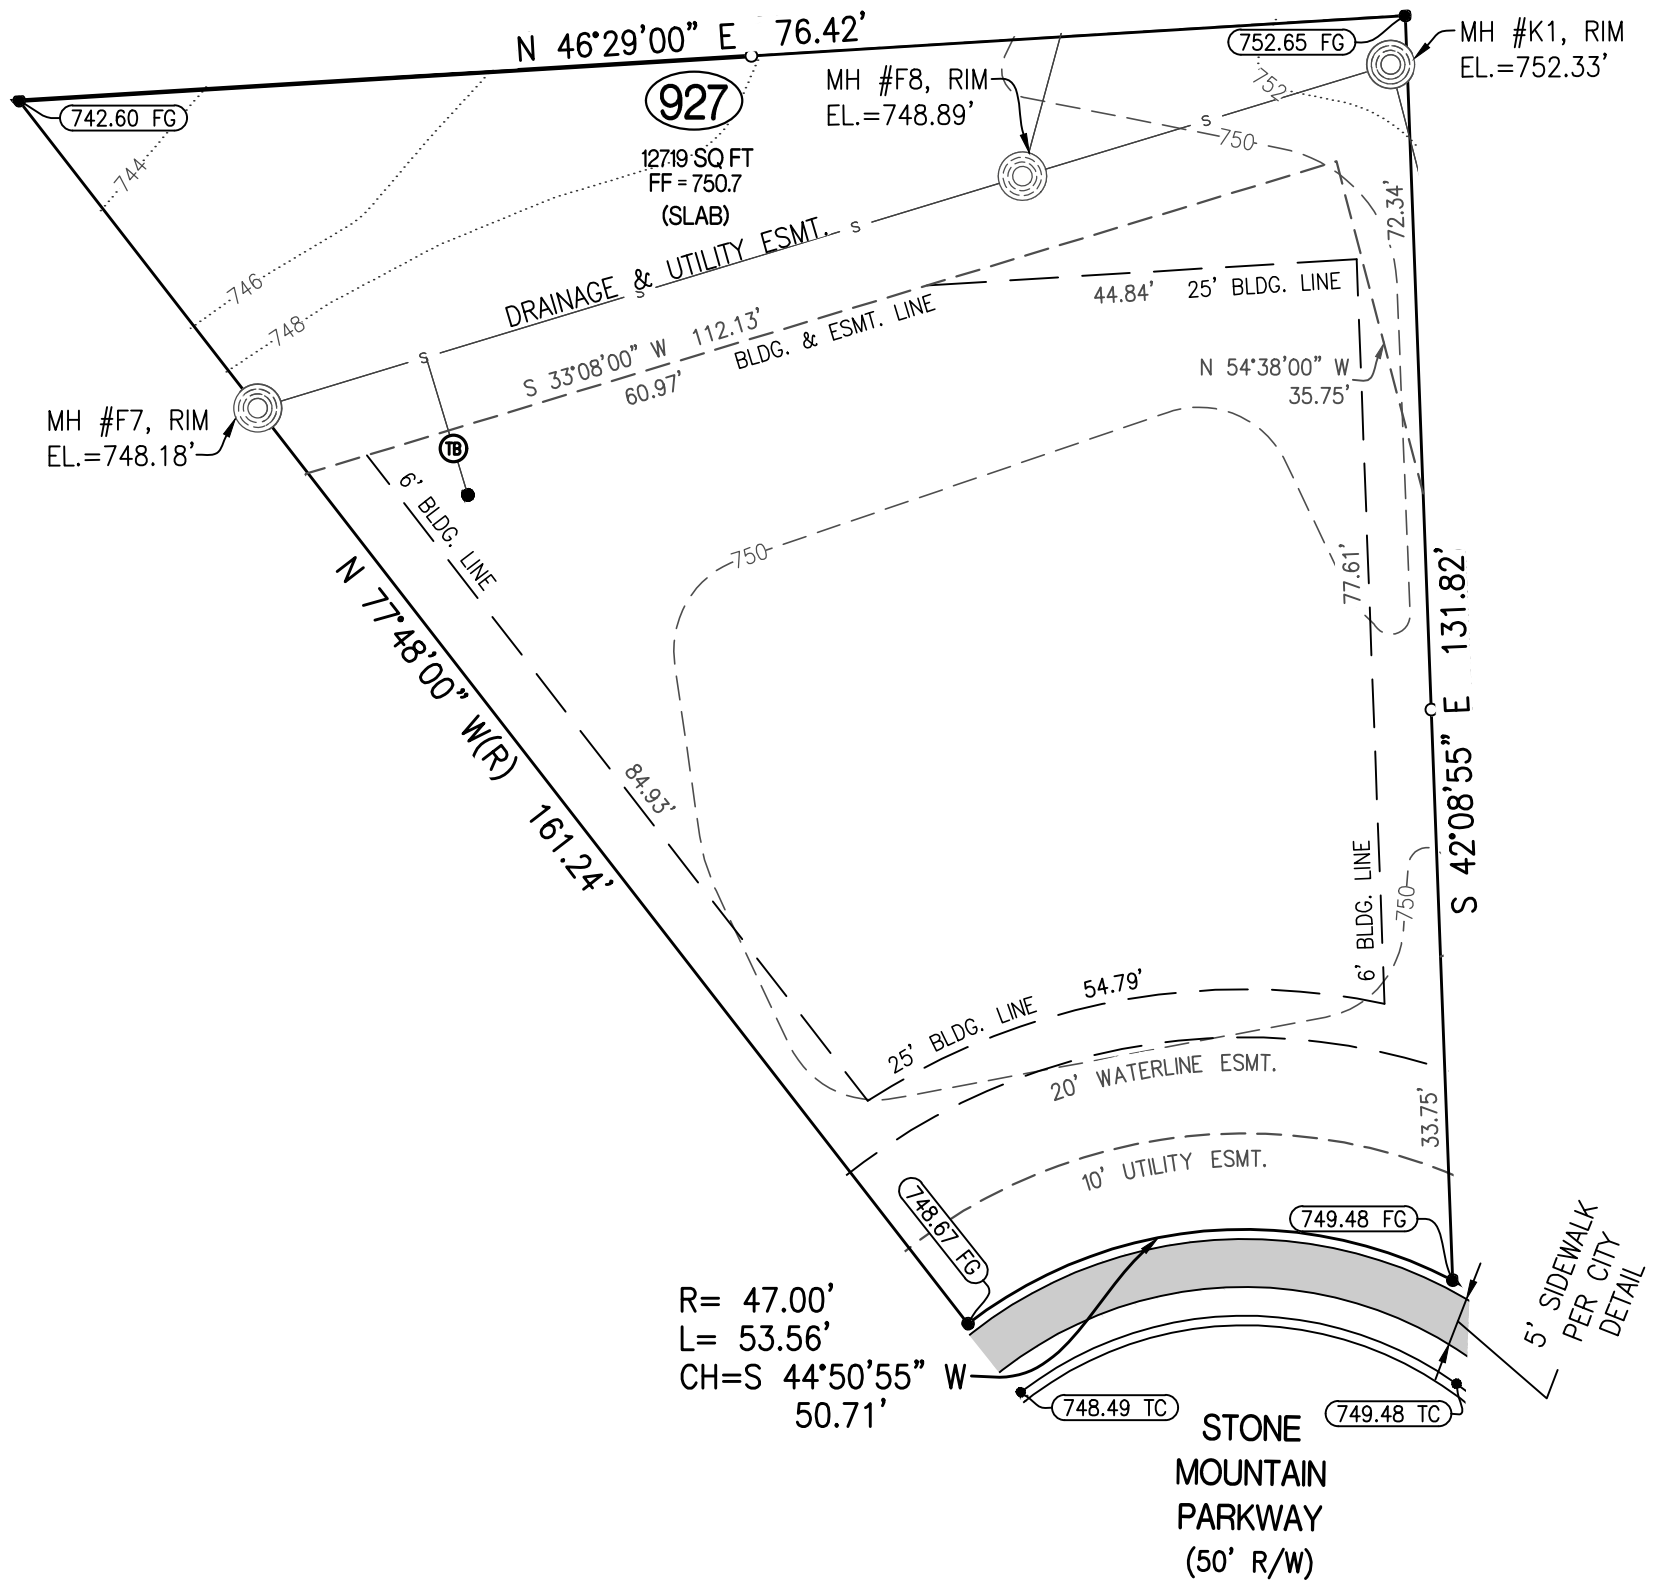 N 46°29'00" E 76.42'
752.65 FG
MH #K1, RIM
EL.=752.33'
742.60 FG
927
MH #F8, RIM
EL.=748.89'
12719 SQ FT
FF = 750.7
(SLAB)
744
752
750
72.34'
746
748
DRAINAGE & UTILITY ESMT.
S
S
S
S
S 33°08'00" W 112.13'
60.97'
BLDG. & ESMT. LINE
44.84' 25' BLDG. LINE
N 54°38'00" W
35.75'
MH #F7, RIM
EL.=748.18'
TB
6' BLDG. LINE
750
77.61'
S 42°08'55" E 131.82'
N 77°48'00" W(R) 161.24'
84.93'
6' BLDG. LINE
750
25' BLDG. LINE 54.79'
20' WATERLINE ESMT.
33.75'
10' UTILITY ESMT.
748.67 FG
749.48 FG
5' SIDEWALK
PER CITY
DETAIL
R= 47.00'
L= 53.56'
CH=S 44°50'55" W
50.71'
748.49 TC
749.48 TC
STONE
MOUNTAIN
PARKWAY
(50' R/W)